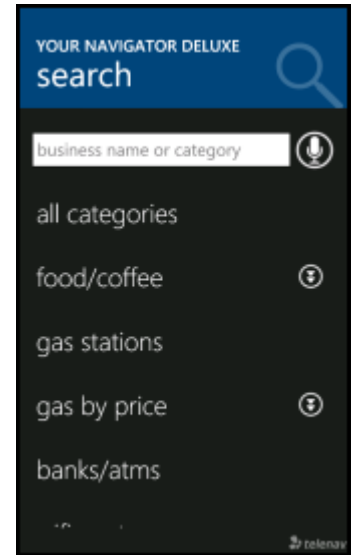 YOUR NAVIGATOR DELUXE
search
business name or category
all categories
food/coffee
gas stations
gas by price
banks/atms
telenav